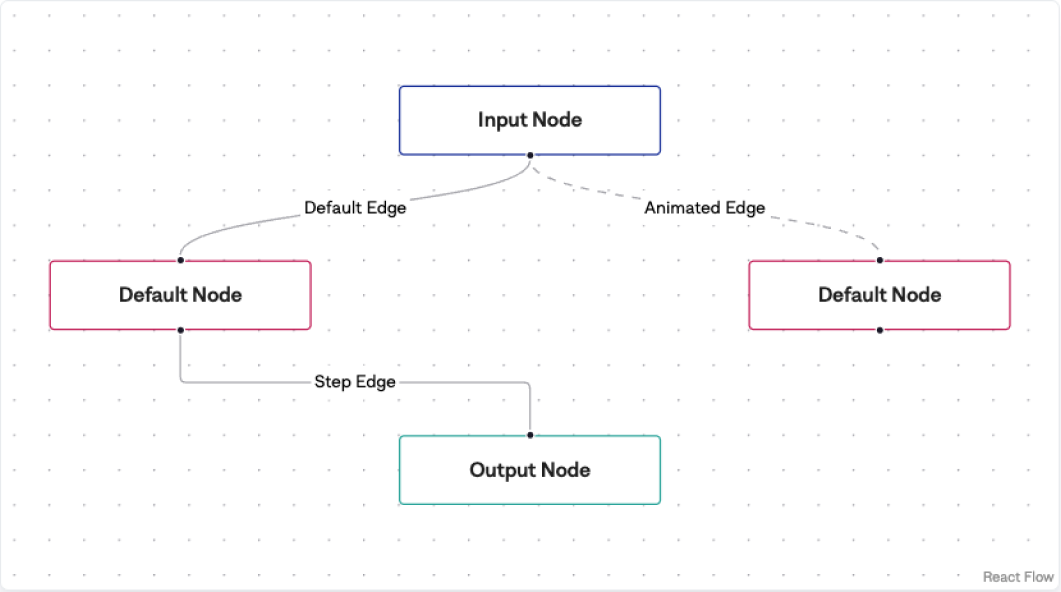 Input Node
Default Edge
Animated Edge
Default Node
Default Node
Step Edge
Output Node
React Flow